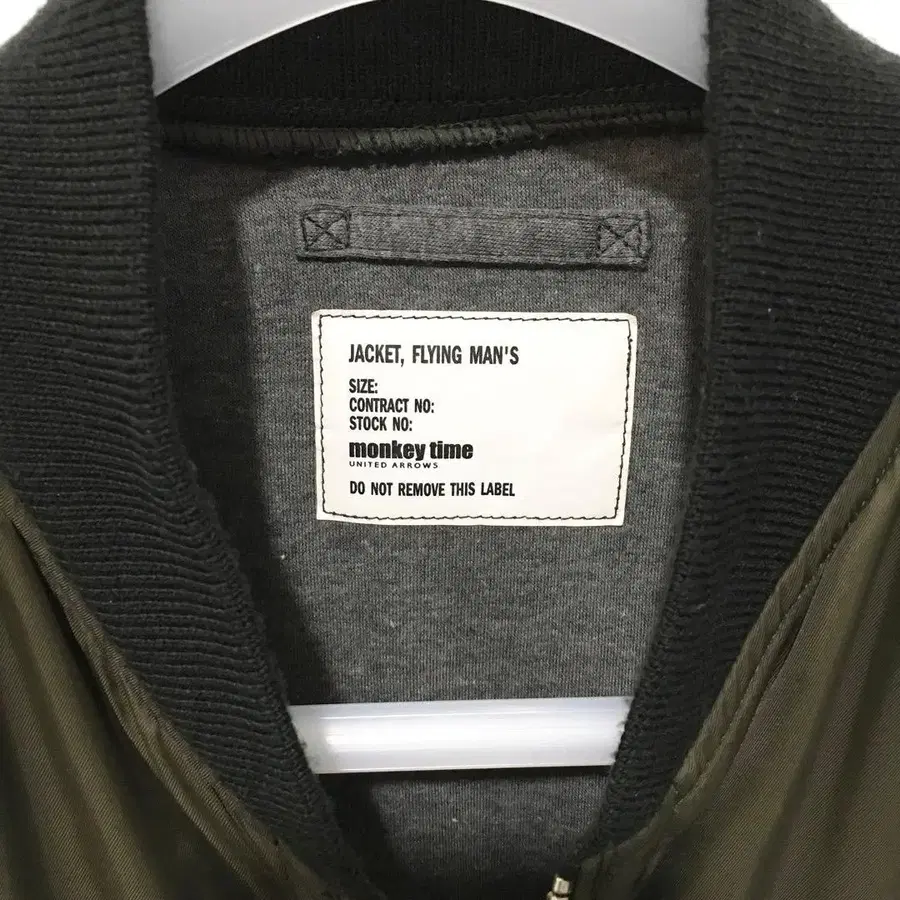 JACKET, FLYING MAN'S
SIZE:
CONTRACT NO:
STOCK NO:
monkey time
UNITED ARROWS
DO NOT REMOVE THIS LABEL